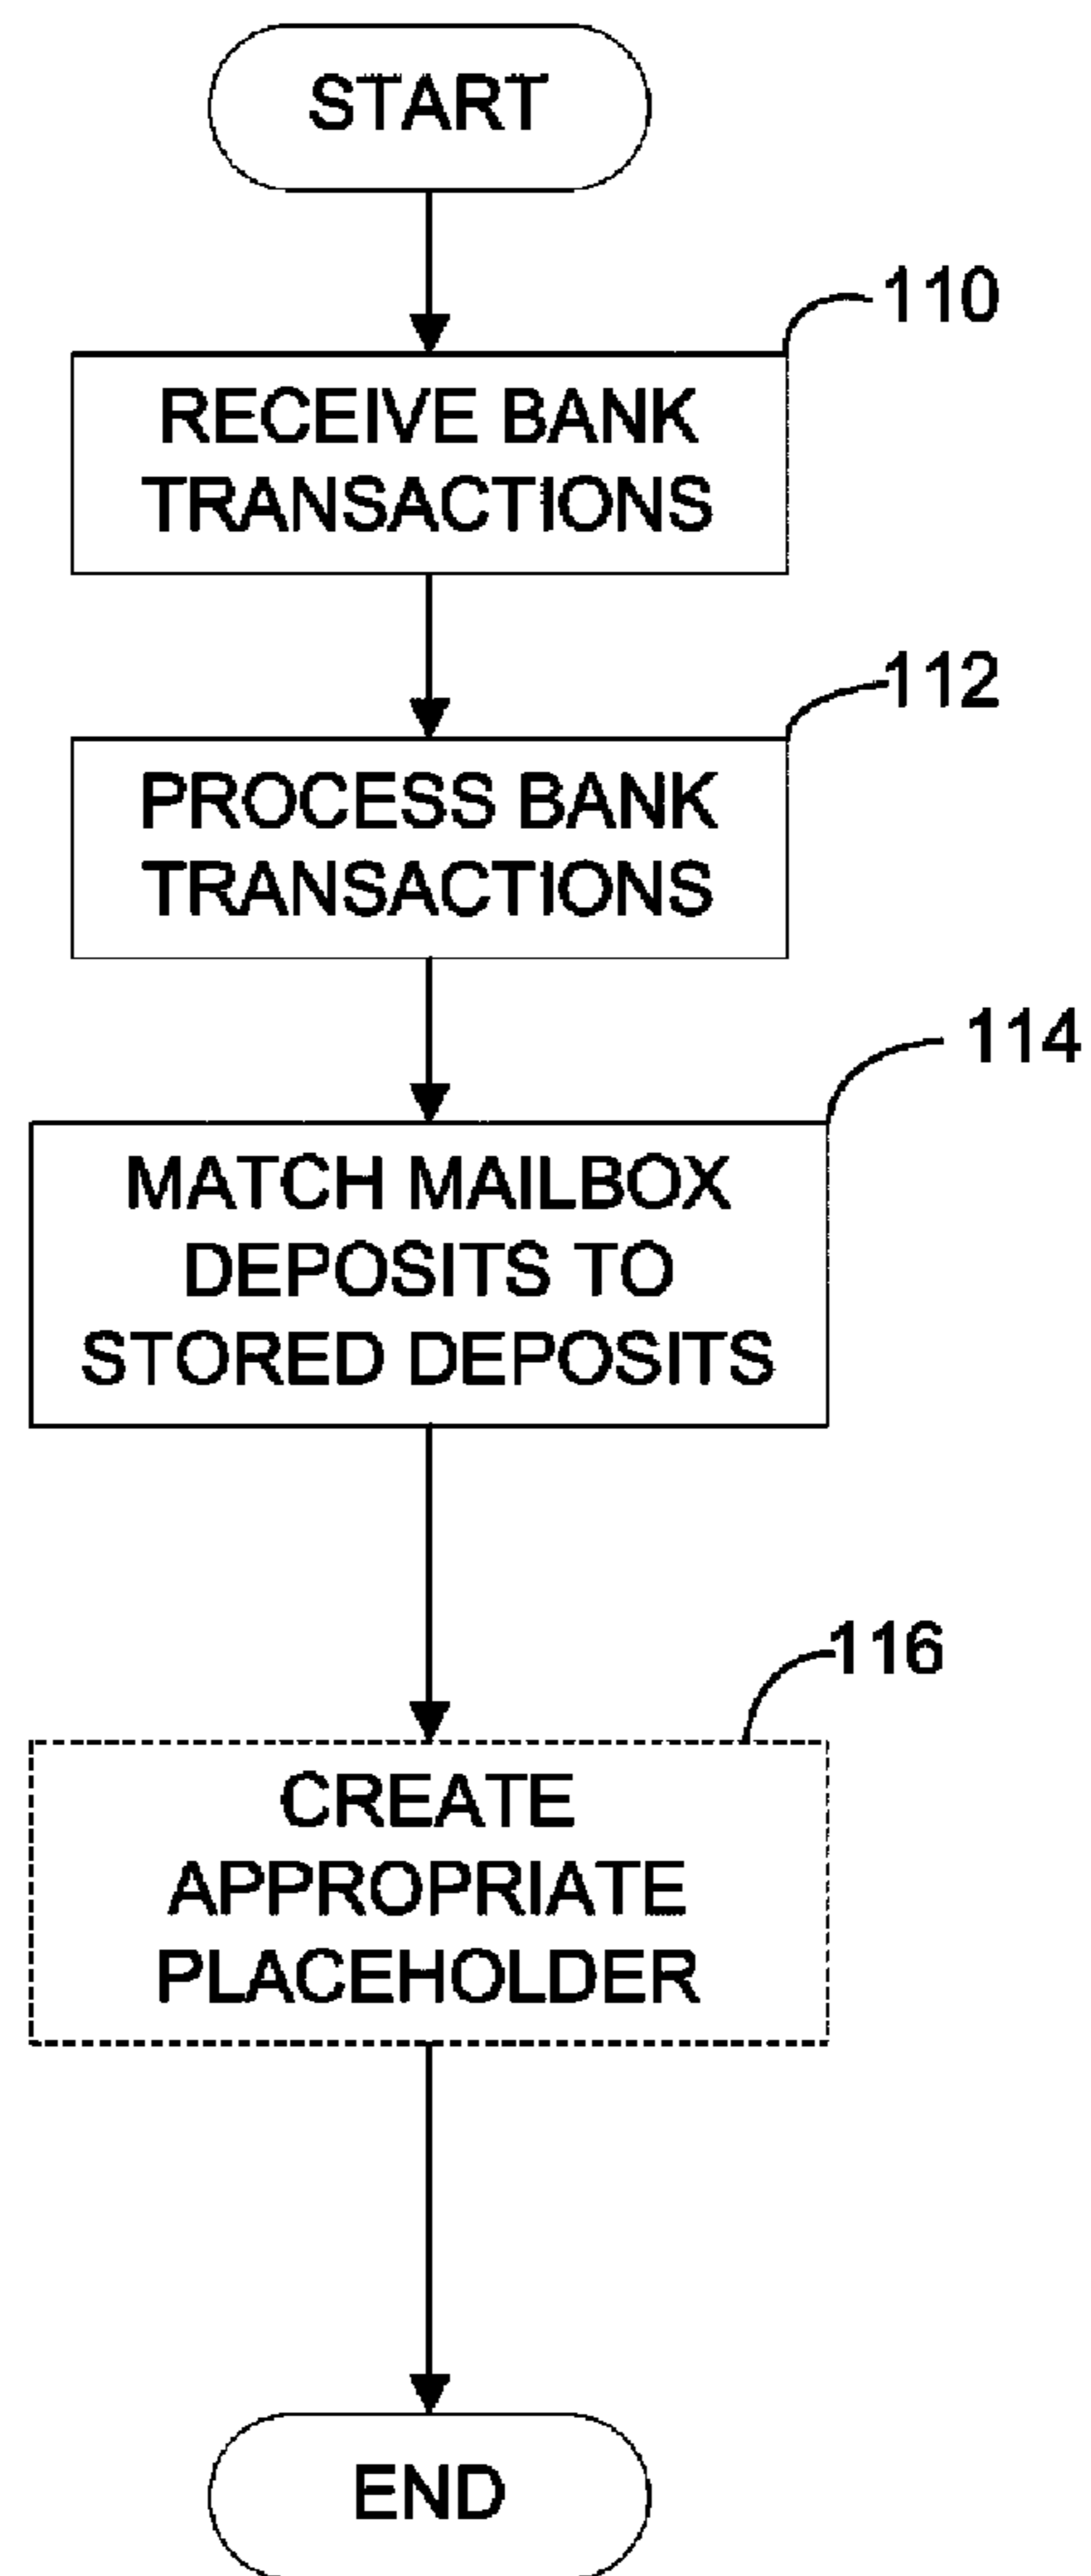 START
110
RECEIVE BANK
TRANSACTIONS
112
PROCESS BANK
TRANSACTIONS
114
MATCH MAILBOX
DEPOSITS TO
STORED DEPOSITS
116
CREATE
APPROPRIATE
PLACEHOLDER
END